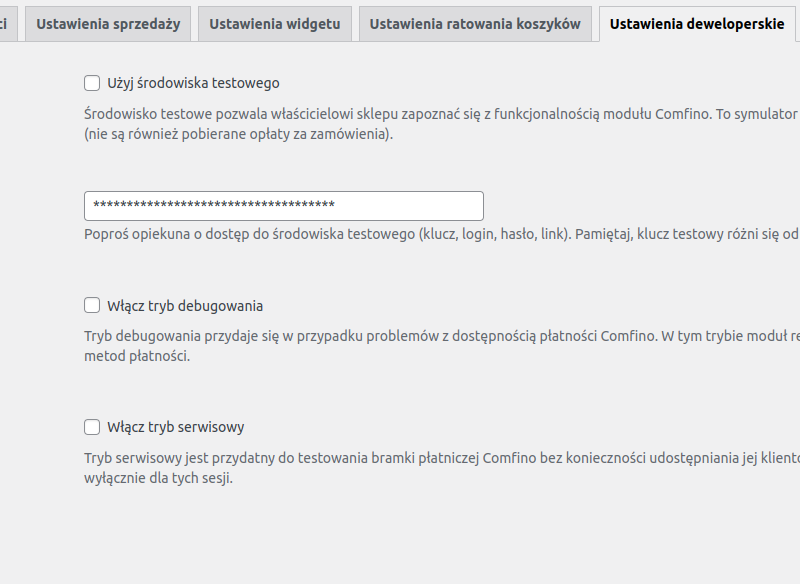 Ustawienia sprzedaży Ustawienia widgetu Ustawienia ratowania koszyków Ustawienia deweloperskie
Użyj środowiska testowego
Środowisko testowe pozwala właścicielowi sklepu zapoznać się z funkcjonalnością modułu Comfino. To symulator
(nie są również pobierane opłaty za zamówienia).
************************************
Poproś opiekuna o dostęp do środowiska testowego (klucz, login, hasło, link). Pamiętaj, klucz testowy różni się od
Włącz tryb debugowania
Tryb debugowania przydaje się w przypadku problemów z dostępnością płatności Comfino. W tym trybie moduł re
metod płatności.
Włącz tryb serwisowy
Tryb serwisowy jest przydatny do testowania bramki płatniczej Comfino bez konieczności udostępniania jej kliento
wyłącznie dla tych sesji.